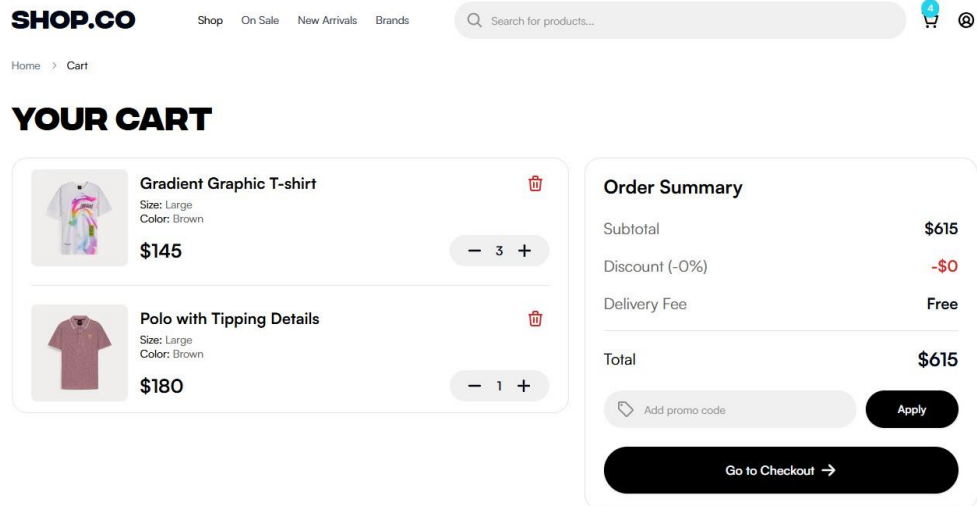 SHOP.CO
Shop On Sale New Arrivals Brands
Search for products...
4
Home > Cart
YOUR CART
Gradient Graphic T-shirt
Size: Large
Color: Brown
$145
− 3 +
Polo with Tipping Details
Size: Large
Color: Brown
$180
− 1 +
Order Summary
Subtotal $615
Discount (-0%) -$0
Delivery Fee Free
Total $615
Add promo code
Apply
Go to Checkout →